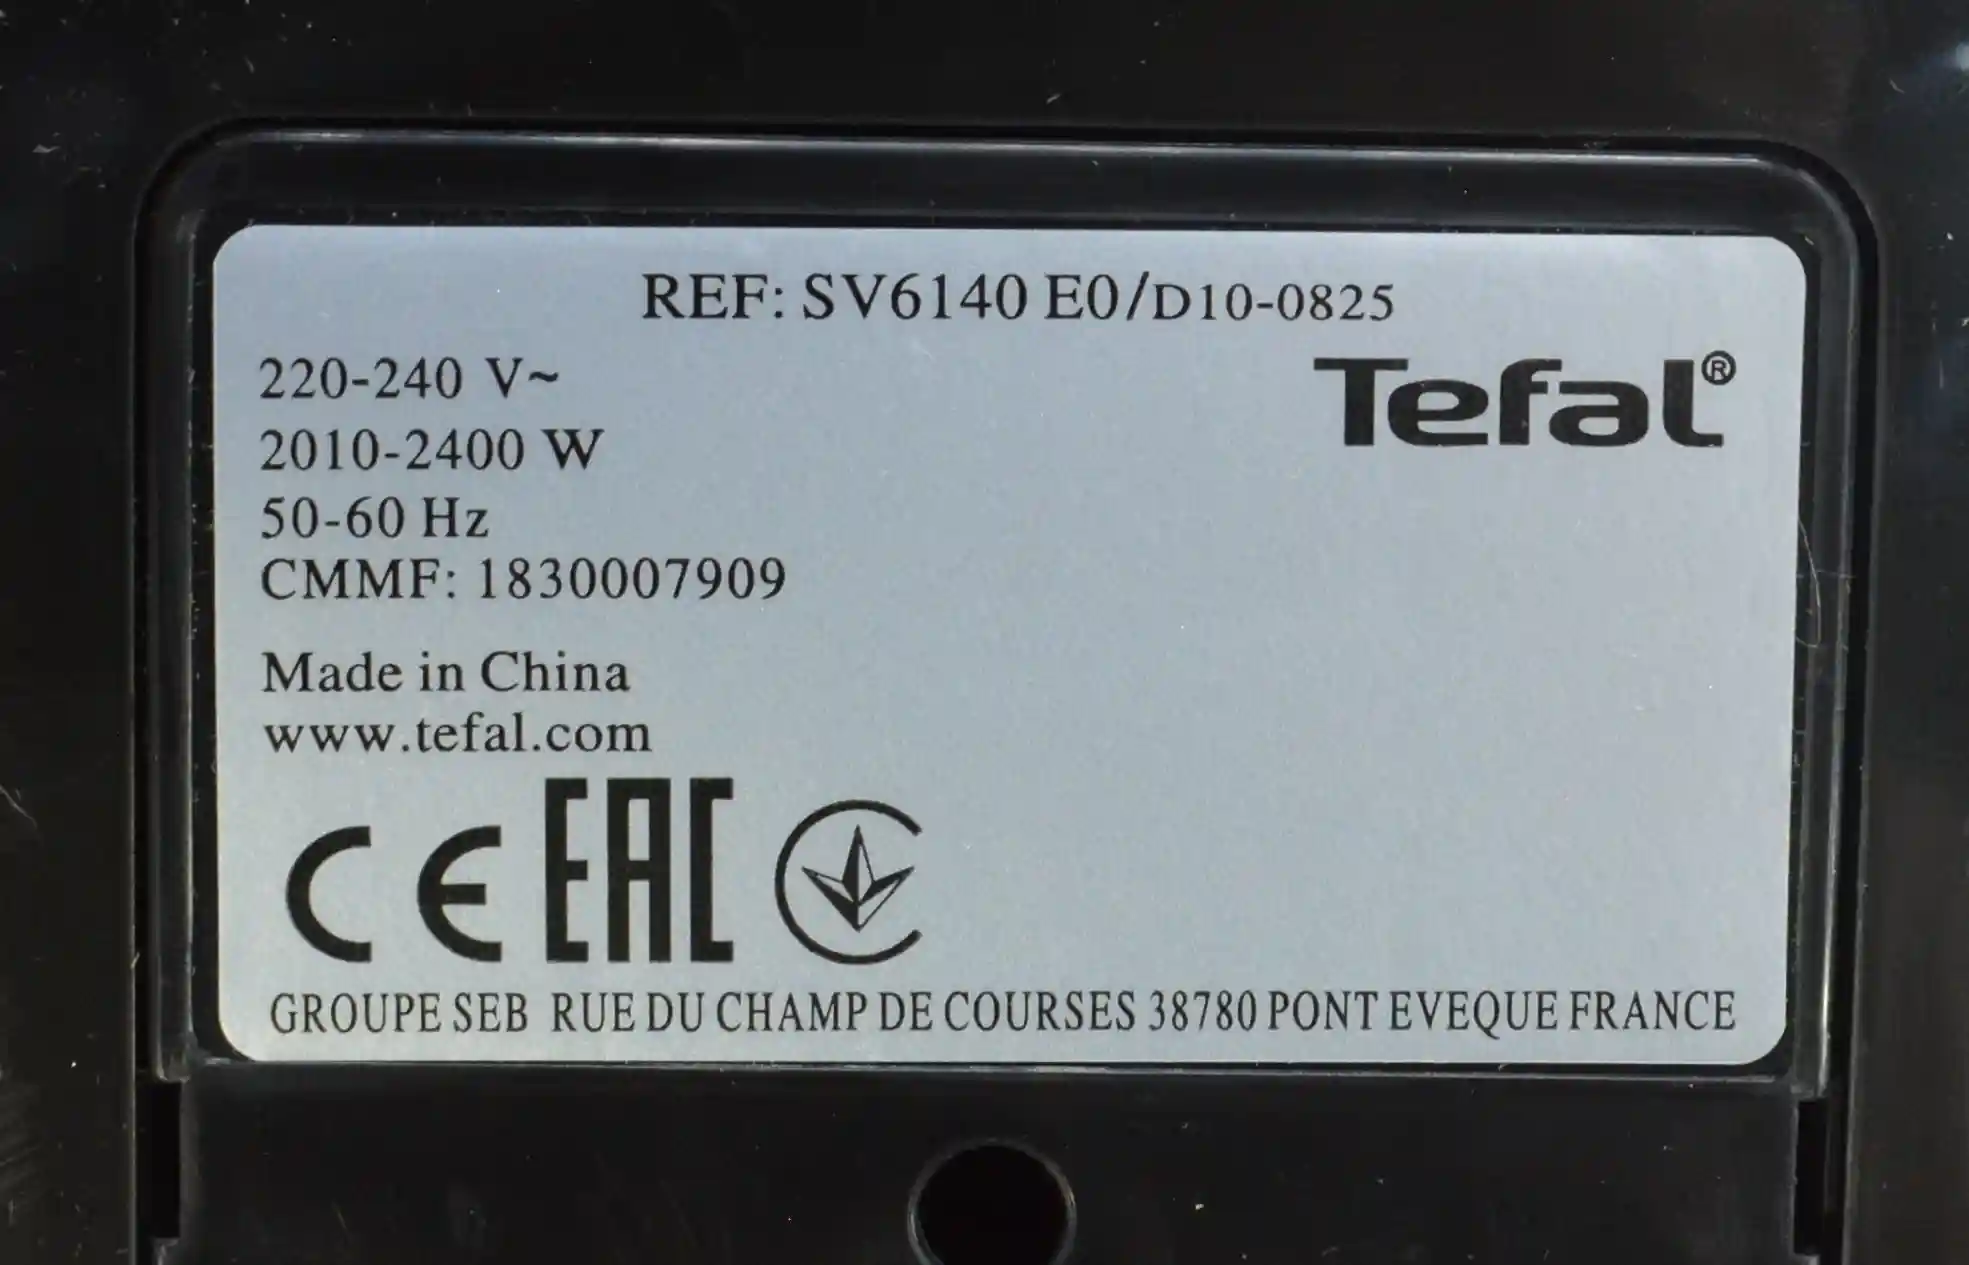 REF: SV6140 E0/D10-0825
220-240 V~
Tefal®
2010-2400 W
50-60 Hz
CMMF: 1830007909
Made in China
www.tefal.com
CE EAC
GROUPE SEB RUE DU CHAMP DE COURSES 38780 PONT EVEQUE FRANCE